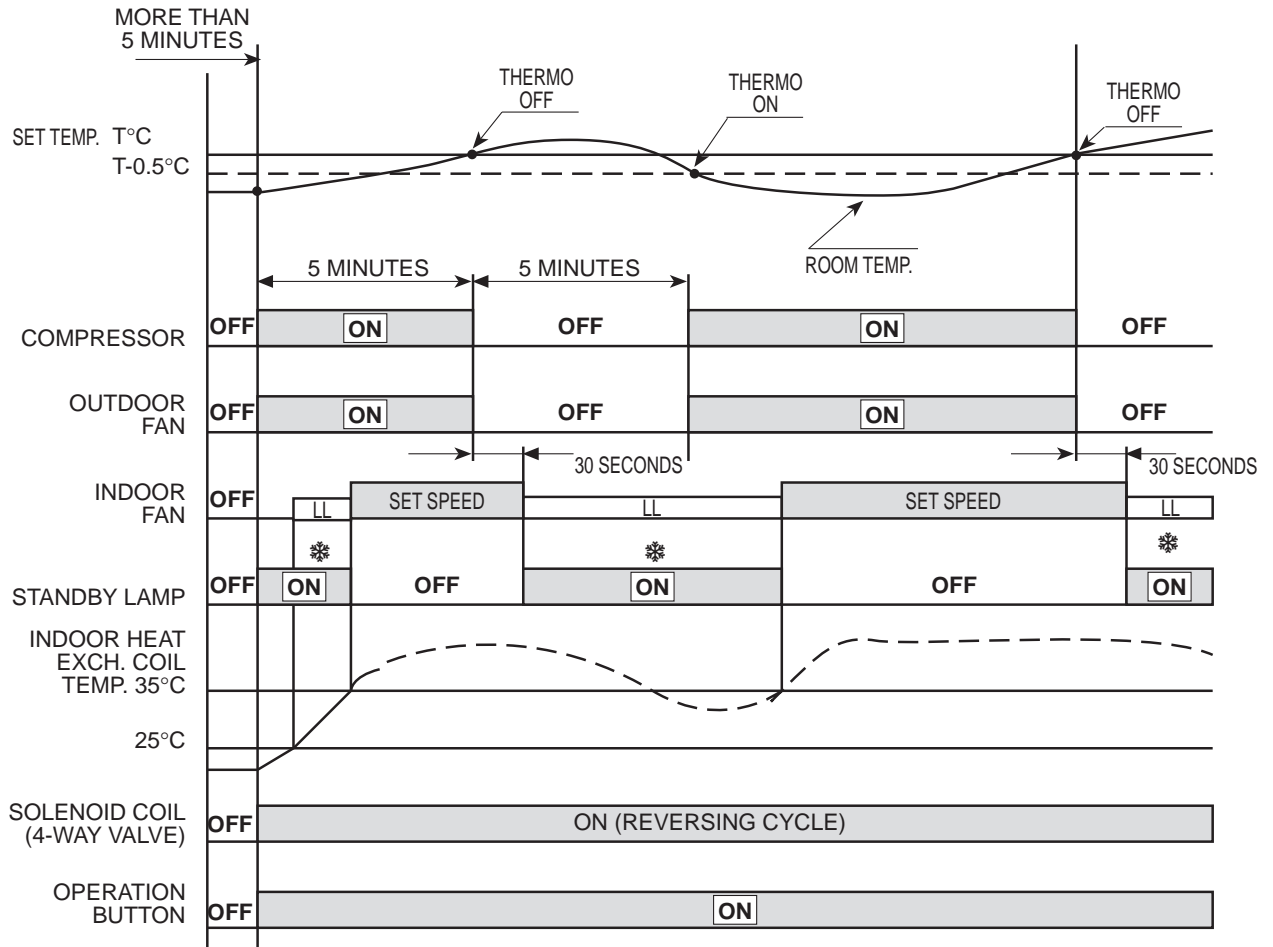 MORE THAN
5 MINUTES
THERMO
OFF
THERMO
ON
THERMO
OFF
SET TEMP. T°C
T-0.5°C
ROOM TEMP.
5 MINUTES 5 MINUTES
COMPRESSOR OFF ON OFF ON OFF
OUTDOOR
FAN OFF ON OFF ON OFF
30 SECONDS 30 SECONDS
INDOOR
FAN OFF LL SET SPEED LL SET SPEED LL
STANDBY LAMP OFF ON OFF ON OFF ON
INDOOR HEAT
EXCH. COIL
TEMP. 35°C
25°C
SOLENOID COIL
(4-WAY VALVE) OFF ON (REVERSING CYCLE)
OPERATION
BUTTON OFF ON